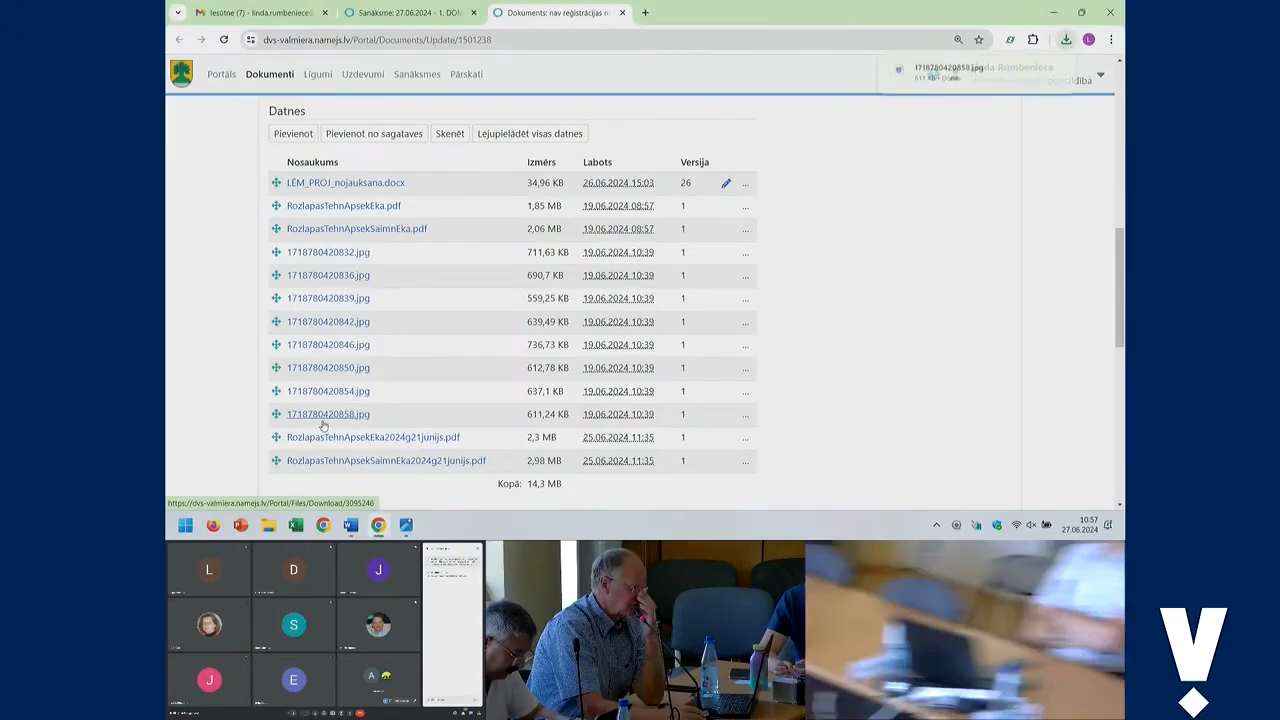 Iesūtne (7) - linda.rumbeniece
Sanāksme: 27.06.2024 - 1. DOM
Dokuments: nav reģistrācijas n
dvs-valmiera.namejs.lv/Portal/Documents/Update/1501238
L
Portāls Dokumenti Līgumi Uzdevumi Sanāksmes Pārskati
1718780420858.jpg
Datnes
Pievienot Pievienot no sagataves Skenēt Lejupielādēt visas datnes
Nosaukums Izmērs Labots Versija
LĒM_PROJ_nojauksana.docx 34,96 KB 26.06.2024 15:03 26 ...
RozlapasTehnApsekEka.pdf 1,85 MB 19.06.2024 08:57 1 ...
RozlapasTehnApsekSaimnEka.pdf 2,06 MB 19.06.2024 08:57 1 ...
1718780420832.jpg 711,63 KB 19.06.2024 10:39 1 ...
1718780420836.jpg 690,7 KB 19.06.2024 10:39 1 ...
1718780420839.jpg 559,25 KB 19.06.2024 10:39 1 ...
1718780420842.jpg 639,49 KB 19.06.2024 10:39 1 ...
1718780420846.jpg 736,73 KB 19.06.2024 10:39 1 ...
1718780420850.jpg 612,78 KB 19.06.2024 10:39 1 ...
1718780420854.jpg 637,1 KB 19.06.2024 10:39 1 ...
1718780420858.jpg 611,24 KB 19.06.2024 10:39 1 ...
RozlapasTehnApsekEka2024g21junijs.pdf 2,3 MB 25.06.2024 11:35 1 ...
RozlapasTehnApsekSaimnEka2024g21junijs.pdf 2,98 MB 25.06.2024 11:35 1 ...
Kopā: 14,3 MB
https://dvs-valmiera.namejs.lv/Portal/Files/Download/3095246
10:57
27.06.2024
L D J
S
J E A